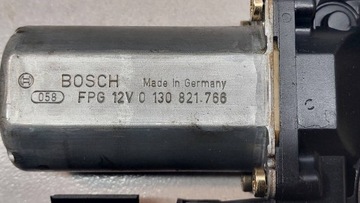 BOSCH Made in Germany
058 FPG 12V 0 130 821.766